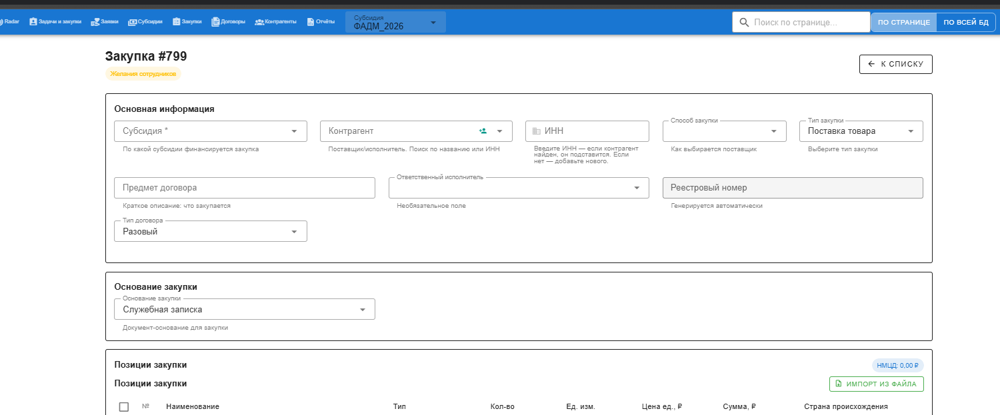 Radar Задачи и закупки Заявки Субсидии Закупки Договоры Контрагенты Отчёты
Субсидия
ФАДМ_2026
Поиск по странице...
ПО СТРАНИЦЕ ПО ВСЕЙ БД
Закупка #799
Желания сотрудников
К СПИСКУ
Основная информация
Субсидия *
По какой субсидии финансируется закупка
Контрагент
Поставщик/исполнитель. Поиск по названию или ИНН
ИНН
Введите ИНН — если контрагент
найден, он подставится. Если
нет — добавьте нового.
Способ закупки
Как выбирается поставщик
Тип закупки
Поставка товара
Выберите тип закупки
Предмет договора
Краткое описание: что закупается
Ответственный исполнитель
Необязательное поле
Реестровый номер
Генерируется автоматически
Тип договора
Разовый
Основание закупки
Основание закупки
Служебная записка
Документ-основание для закупки
Позиции закупки
НМЦД: 0,00 ₽
Позиции закупки
ИМПОРТ ИЗ ФАЙЛА
№ Наименование Тип Кол-во Ед. изм. Цена ед., ₽ Сумма, ₽ Страна происхождения